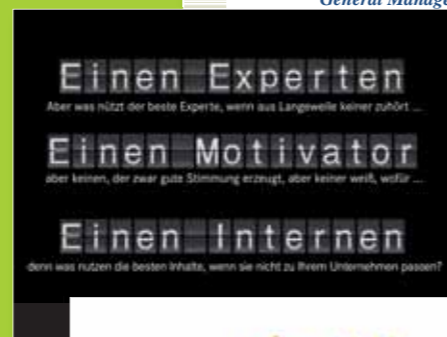 General Manage
Einen Experten
Aber was nützt der beste Experte, wenn aus Langeweile keiner zuhört ...
Einen Motivator
aber keinen, der zwar gute Stimmung erzeugt, aber keiner weiß, wofür ...
Einen Internen
denn was nutzen die besten Inhalte, wenn sie nicht zu Ihrem Unternehmen passen?